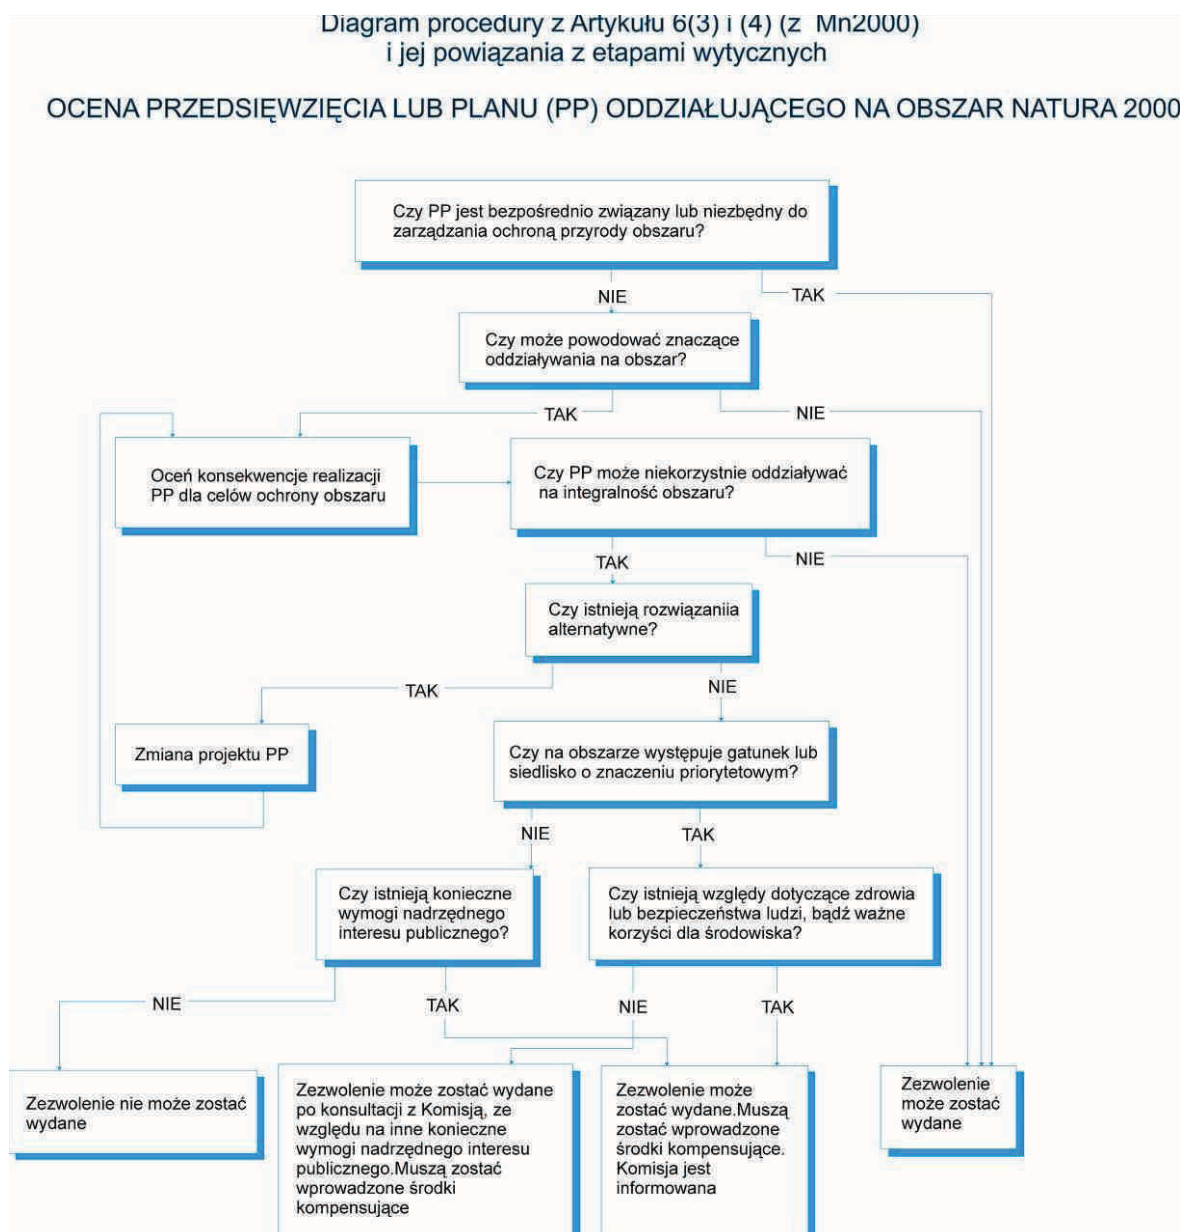 Diagram procedury z Artykułu 6(3) i (4) (z Mn2000)
i jej powiązania z etapami wytycznych
OCENA PRZEDSIĘWZIĘCIA LUB PLANU (PP) ODDZIAŁUJĄCEGO NA OBSZAR NATURA 2000
Czy PP jest bezpośrednio związany lub niezbędny do
zarządzania ochroną przyrody obszaru?
NIE
TAK
Czy może powodować znaczące
oddziaływania na obszar?
TAK
NIE
Oceń konsekwencje realizacji
PP dla celów ochrony obszaru
Czy PP może niekorzystnie oddziaływać
na integralność obszaru?
TAK
NIE
Czy istnieją rozwiązaniia
alternatywne?
TAK
NIE
Zmiana projektu PP
Czy na obszarze występuje gatunek lub
siedlisko o znaczeniu priorytetowym?
NIE
TAK
Czy istnieją konieczne
wymogi nadrzędnego
interesu publicznego?
Czy istnieją względy dotyczące zdrowia
lub bezpieczeństwa ludzi, bądź ważne
korzyści dla środowiska?
NIE
TAK
NIE
TAK
Zezwolenie nie może zostać
wydane
Zezwolenie może zostać wydane
po konsultacji z Komisją, ze
względu na inne konieczne
wymogi nadrzędnego interesu
publicznego.Muszą zostać
wprowadzone środki
kompensujące
Zezwolenie może
zostać wydane.Muszą
zostać wprowadzone
środki kompensujące.
Komisja jest
informowana
Zezwolenie
może zostać
wydane